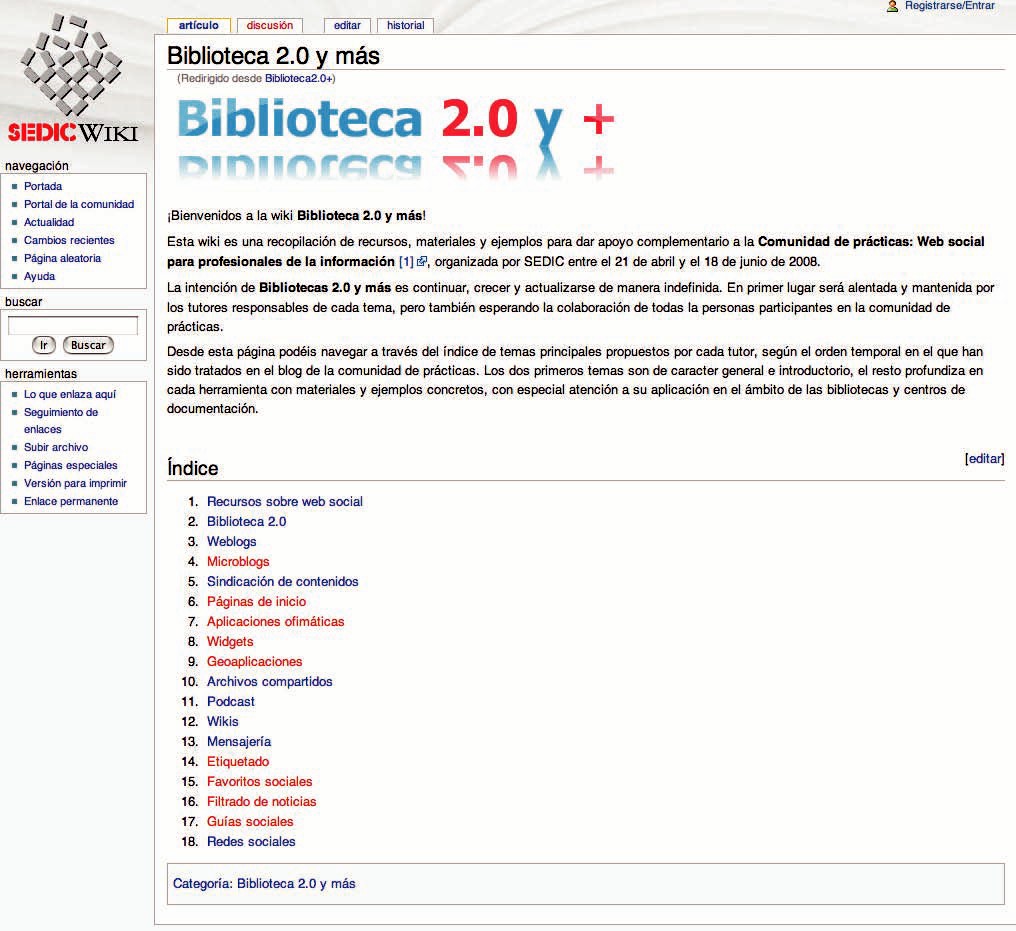 Registrarse/Entrar
artículo discusión editar historial
Biblioteca 2.0 y más
(Redirigido desde Biblioteca2.0+)
Biblioteca 2.0 y +
SEDIC WIKI
navegación
Portada
Portal de la comunidad
Actualidad
Cambios recientes
Página aleatoria
Ayuda
buscar
Ir Buscar
herramientas
Lo que enlaza aquí
Seguimiento de
enlaces
Subir archivo
Páginas especiales
Versión para imprimir
Enlace permanente
¡Bienvenidos a la wiki Biblioteca 2.0 y más!
Esta wiki es una recopilación de recursos, materiales y ejemplos para dar apoyo complementario a la Comunidad de prácticas: Web social
para profesionales de la información [1], organizada por SEDIC entre el 21 de abril y el 18 de junio de 2008.
La intención de Bibliotecas 2.0 y más es continuar, crecer y actualizarse de manera indefinida. En primer lugar será alentada y mantenida por
los tutores responsables de cada tema, pero también esperando la colaboración de todas la personas participantes en la comunidad de
prácticas.
Desde esta página podéis navegar a través del índice de temas principales propuestos por cada tutor, según el orden temporal en el que han
sido tratados en el blog de la comunidad de prácticas. Los dos primeros temas son de caracter general e introductorio, el resto profundiza en
cada herramienta con materiales y ejemplos concretos, con especial atención a su aplicación en el ámbito de las bibliotecas y centros de
documentación.
[editar]
Índice
1. Recursos sobre web social
2. Biblioteca 2.0
3. Weblogs
4. Microblogs
5. Sindicación de contenidos
6. Páginas de inicio
7. Aplicaciones ofimáticas
8. Widgets
9. Geoaplicaciones
10. Archivos compartidos
11. Podcast
12. Wikis
13. Mensajería
14. Etiquetado
15. Favoritos sociales
16. Filtrado de noticias
17. Guías sociales
18. Redes sociales
Categoría: Biblioteca 2.0 y más